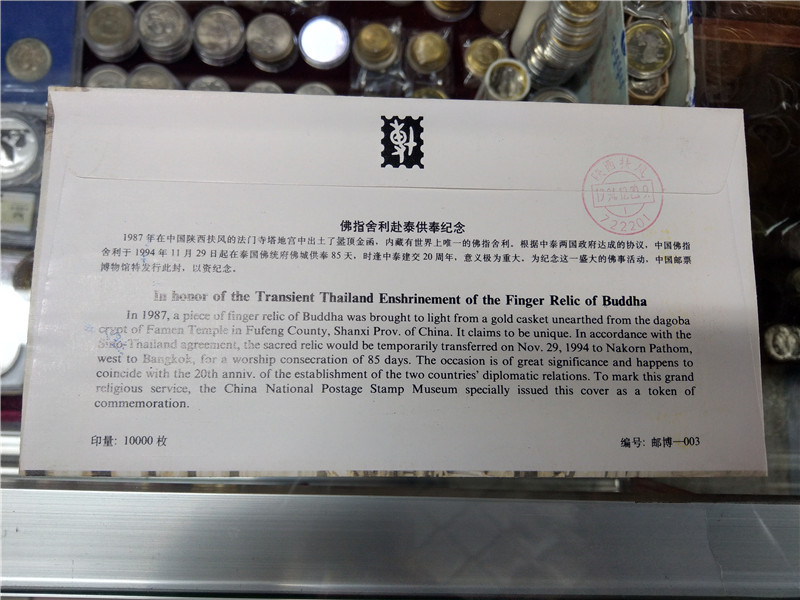 陕西扶风
722201
佛指舍利赴泰供奉纪念
1987 年在中国陕西扶风的法门寺塔地宫中出土了盝顶金函，内藏有世界上唯一的佛指舍利。根据中泰两国政府达成的协议，中国佛指
舍利于 1994 年 11 月 29 日起在泰国佛统府佛城供奉 85 天，时逢中泰建交 20 周年，意义极为重大。为纪念这一盛大的佛事活动，中国邮票
博物馆特发行此封，以资纪念。
In honor of the Transient Thailand Enshrinement of the Finger Relic of Buddha
In 1987, a piece of finger relic of Buddha was brought to light from a gold casket unearthed from the dagoba
crypt of Famen Temple in Fufeng County, Shanxi Prov. of China. It claims to be unique. In accordance with the
Sino-Thailand agreement, the sacred relic would be temporarily transferred on Nov. 29, 1994 to Nakorn Pathom,
west to Bangkok, for a worship consecration of 85 days. The occasion is of great significance and happens to
coincide with the 20th anniv. of the establishment of the two countries' diplomatic relations. To mark this grand
religious service, the China National Postage Stamp Museum specially issued this cover as a token of
commemoration.
印量: 10000 枚
编号: 邮博—003